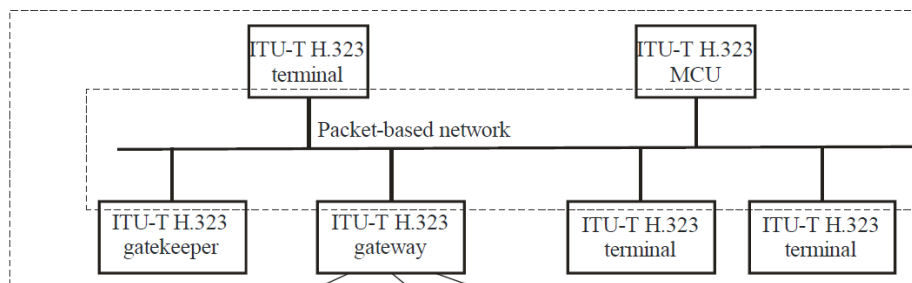 ITU-T H.323
terminal
ITU-T H.323
MCU
Packet-based network
ITU-T H.323
gatekeeper
ITU-T H.323
gateway
ITU-T H.323
terminal
ITU-T H.323
terminal